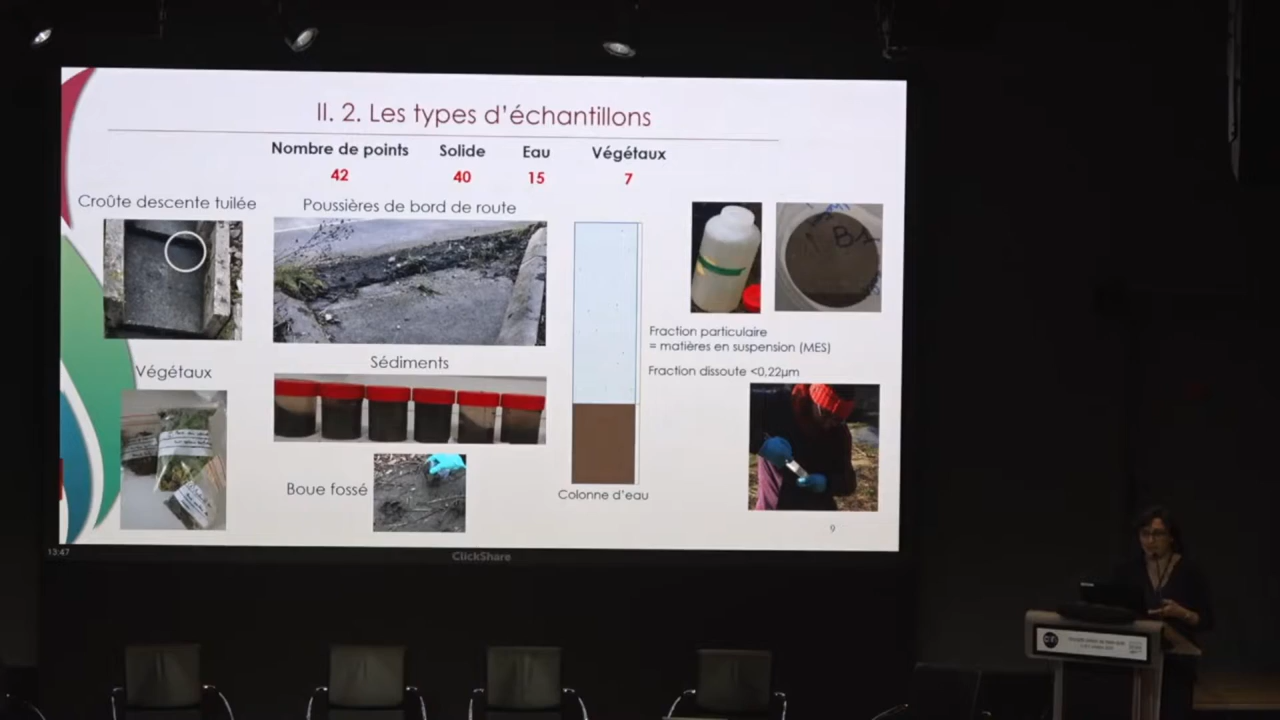 II. 2. Les types d'échantillons
Nombre de points Solide Eau Végétaux
42 40 15 7
Croûte descente tuilée
Poussières de bord de route
Fraction particulaire
= matières en suspension (MES)
Fraction dissoute <0,22µm
Végétaux
Sédiments
Boue fossé
Colonne d'eau
9
13:47
ClickShare